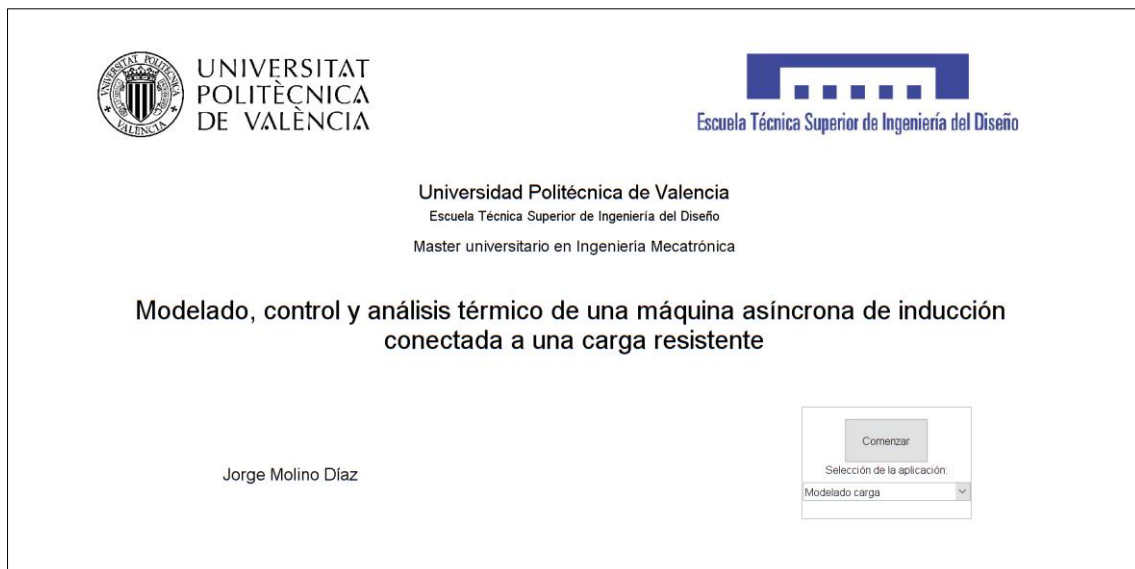 UNIVERSITAT
POLITÈCNICA
DE VALÈNCIA
Escuela Técnica Superior de Ingeniería del Diseño
Universidad Politécnica de Valencia
Escuela Técnica Superior de Ingeniería del Diseño
Master universitario en Ingeniería Mecatrónica
Modelado, control y análisis térmico de una máquina asíncrona de inducción
conectada a una carga resistente
Jorge Molino Díaz
Comenzar
Selección de la aplicación:
Modelado carga